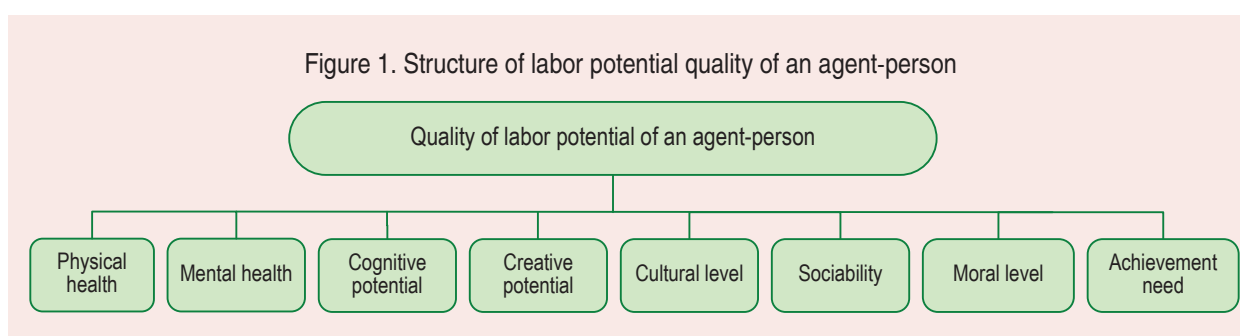 Figure 1. Structure of labor potential quality of an agent-person
Quality of labor potential of an agent-person
Physical
health
Mental health
Cognitive
potential
Creative
potential
Cultural level
Sociability
Moral level
Achievement
need